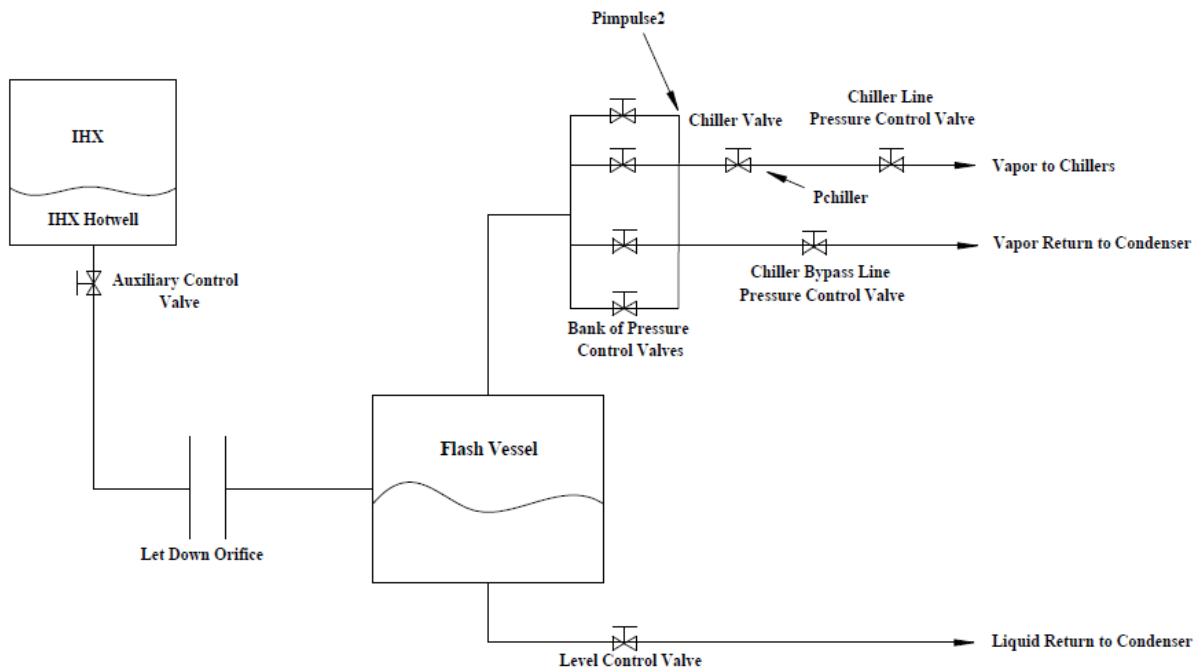 Pimpulse2
IHX
IHX Hotwell
Auxiliary Control
Valve
Let Down Orifice
Flash Vessel
Chiller Valve
Chiller Line
Pressure Control Valve
Vapor to Chillers
Pchiller
Vapor Return to Condenser
Chiller Bypass Line
Pressure Control Valve
Bank of Pressure
Control Valves
Level Control Valve
Liquid Return to Condenser